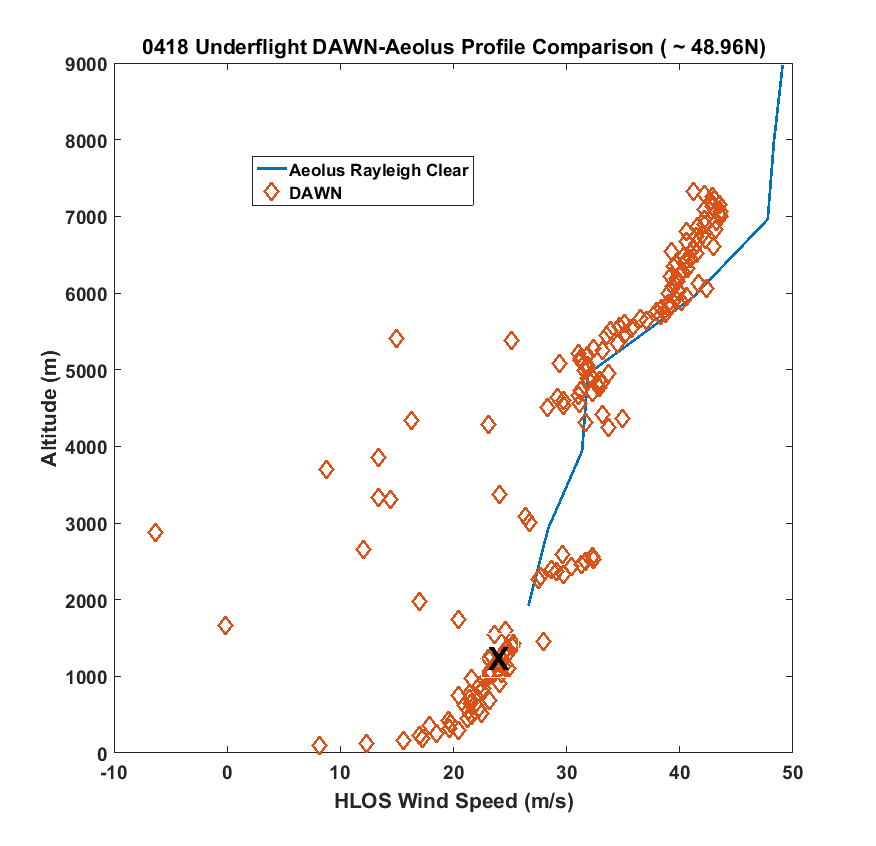 0418 Underflight DAWN-Aeolus Profile Comparison ( ~ 48.96N)
9000
8000
7000
6000
5000
4000
3000
2000
1000
0
Altitude (m)
Aeolus Rayleigh Clear
DAWN
X
-10 0 10 20 30 40 50
HLOS Wind Speed (m/s)